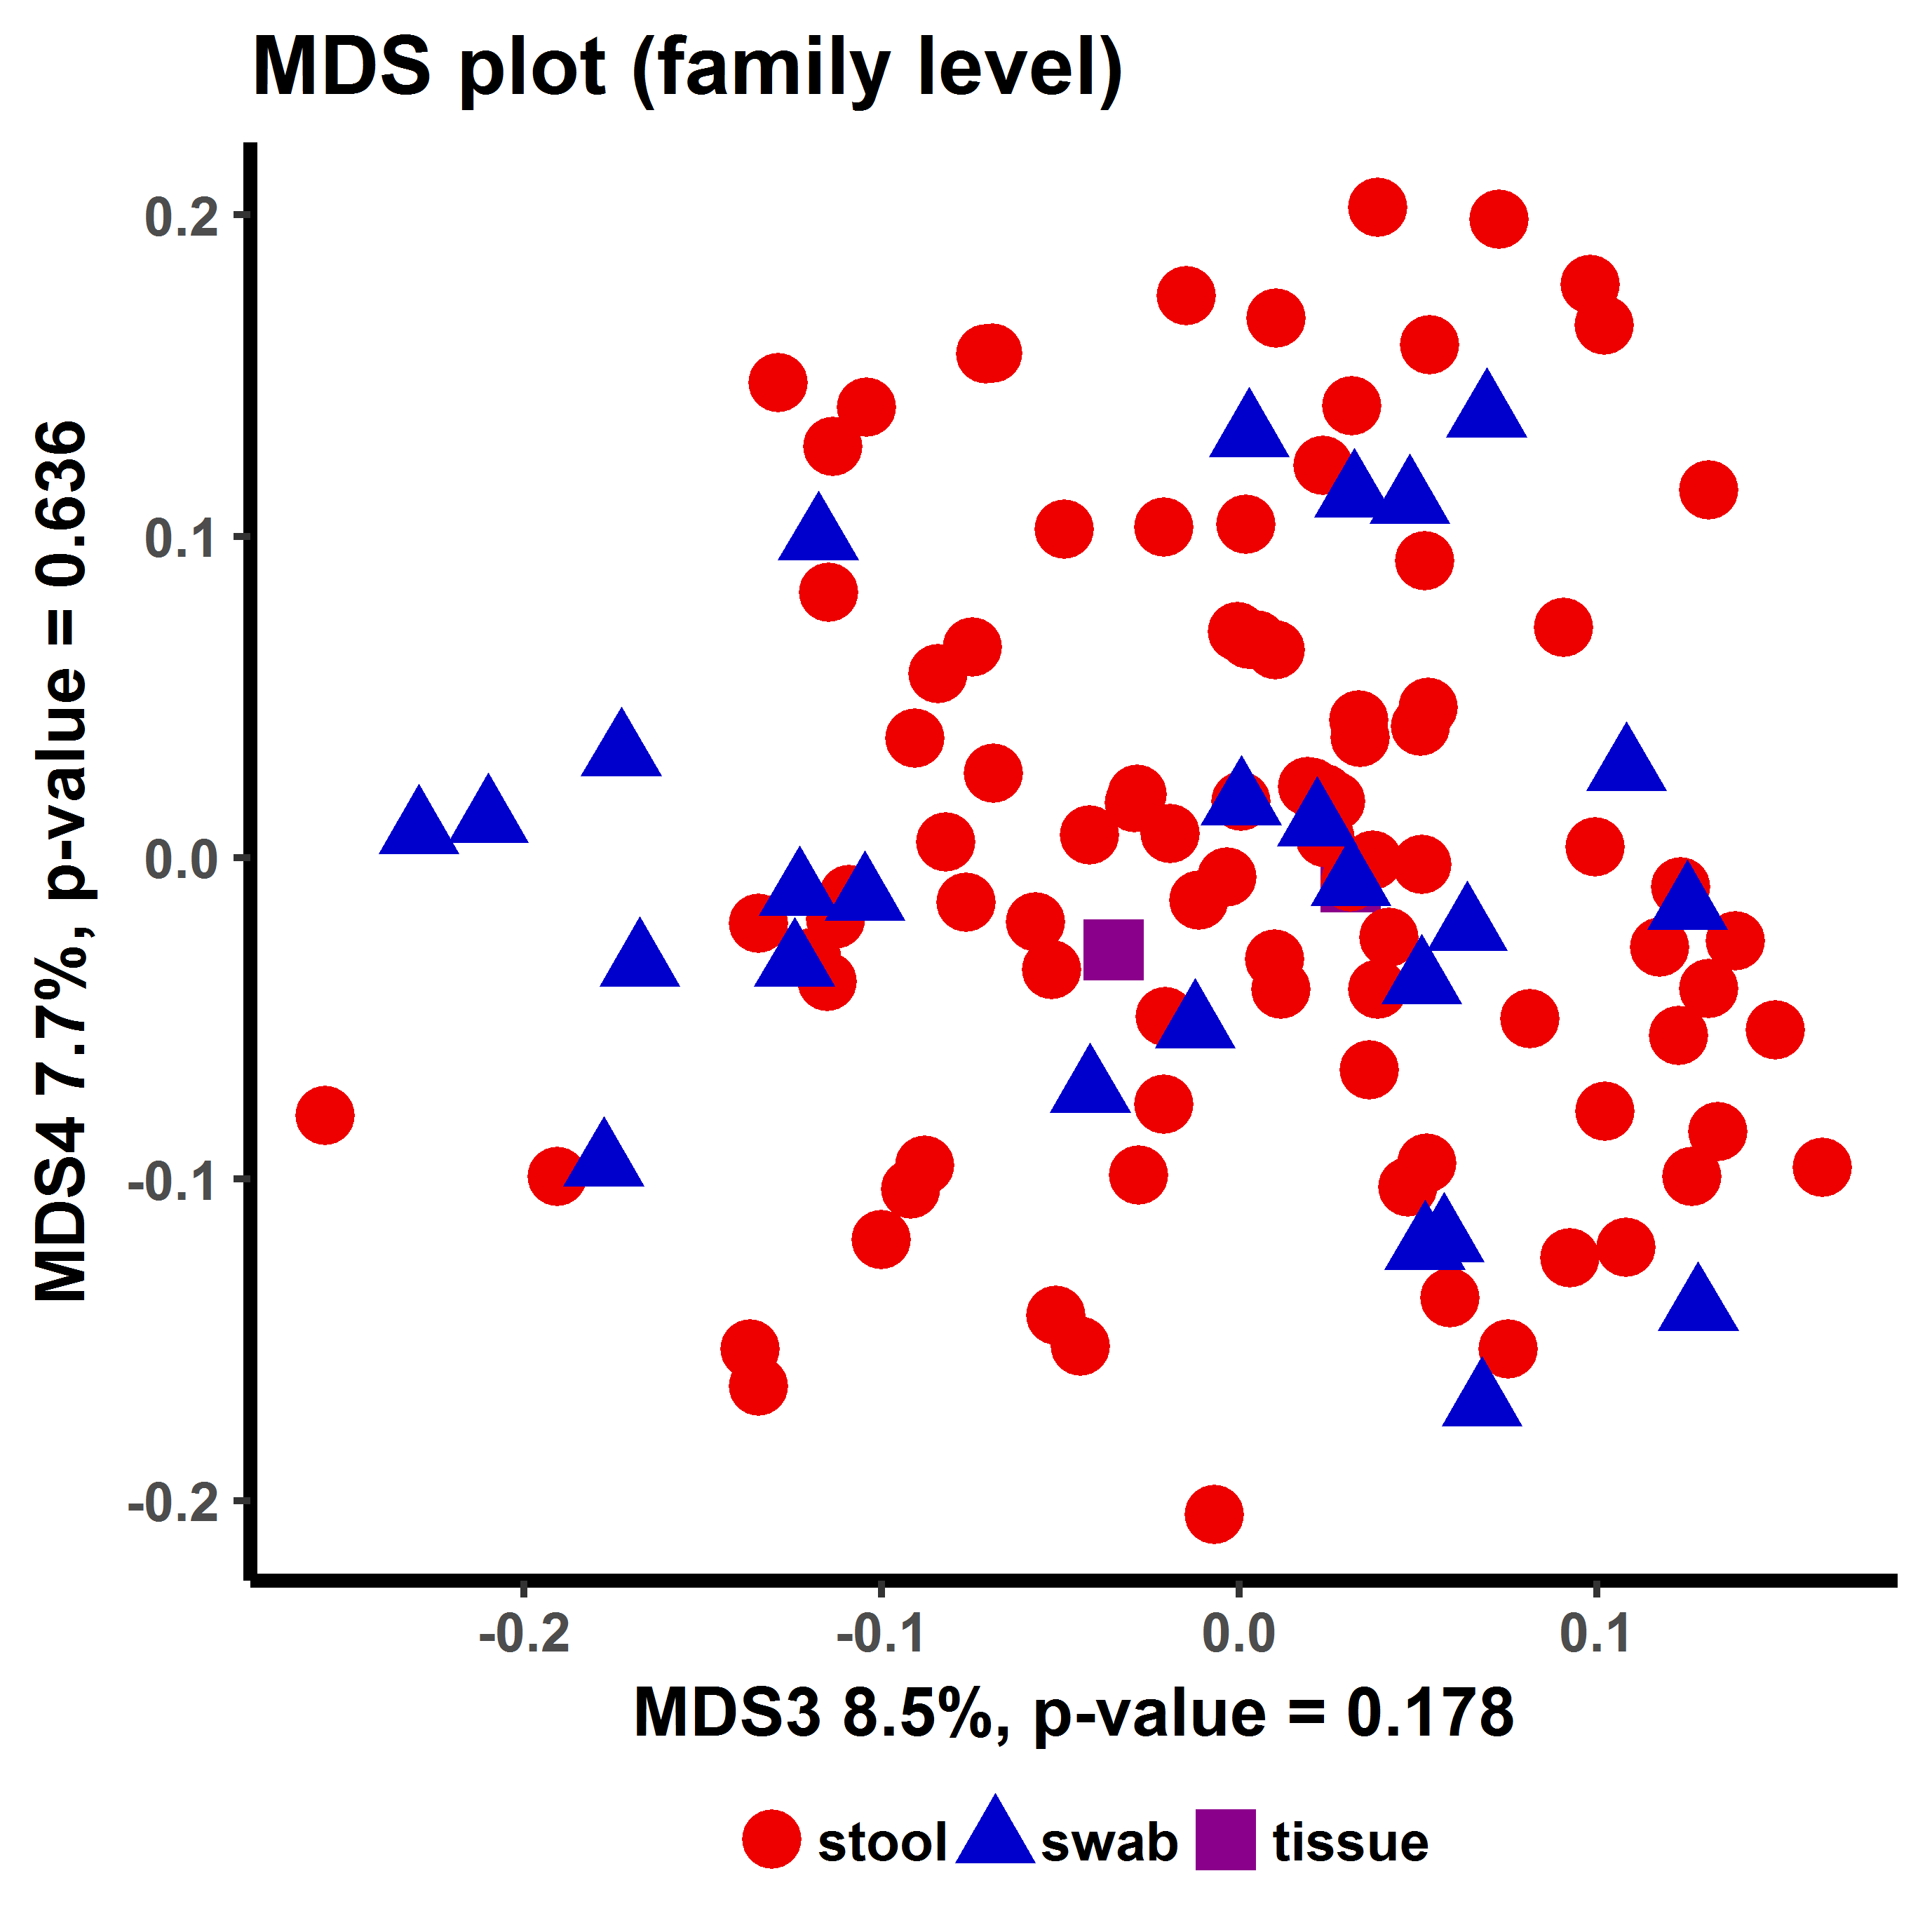 MDS plot (family level)
MDS4 7.7%, p-value = 0.636
0.2
0.1
0.0
-0.1
-0.2
-0.2 -0.1 0.0 0.1
MDS3 8.5%, p-value = 0.178
stool swab tissue